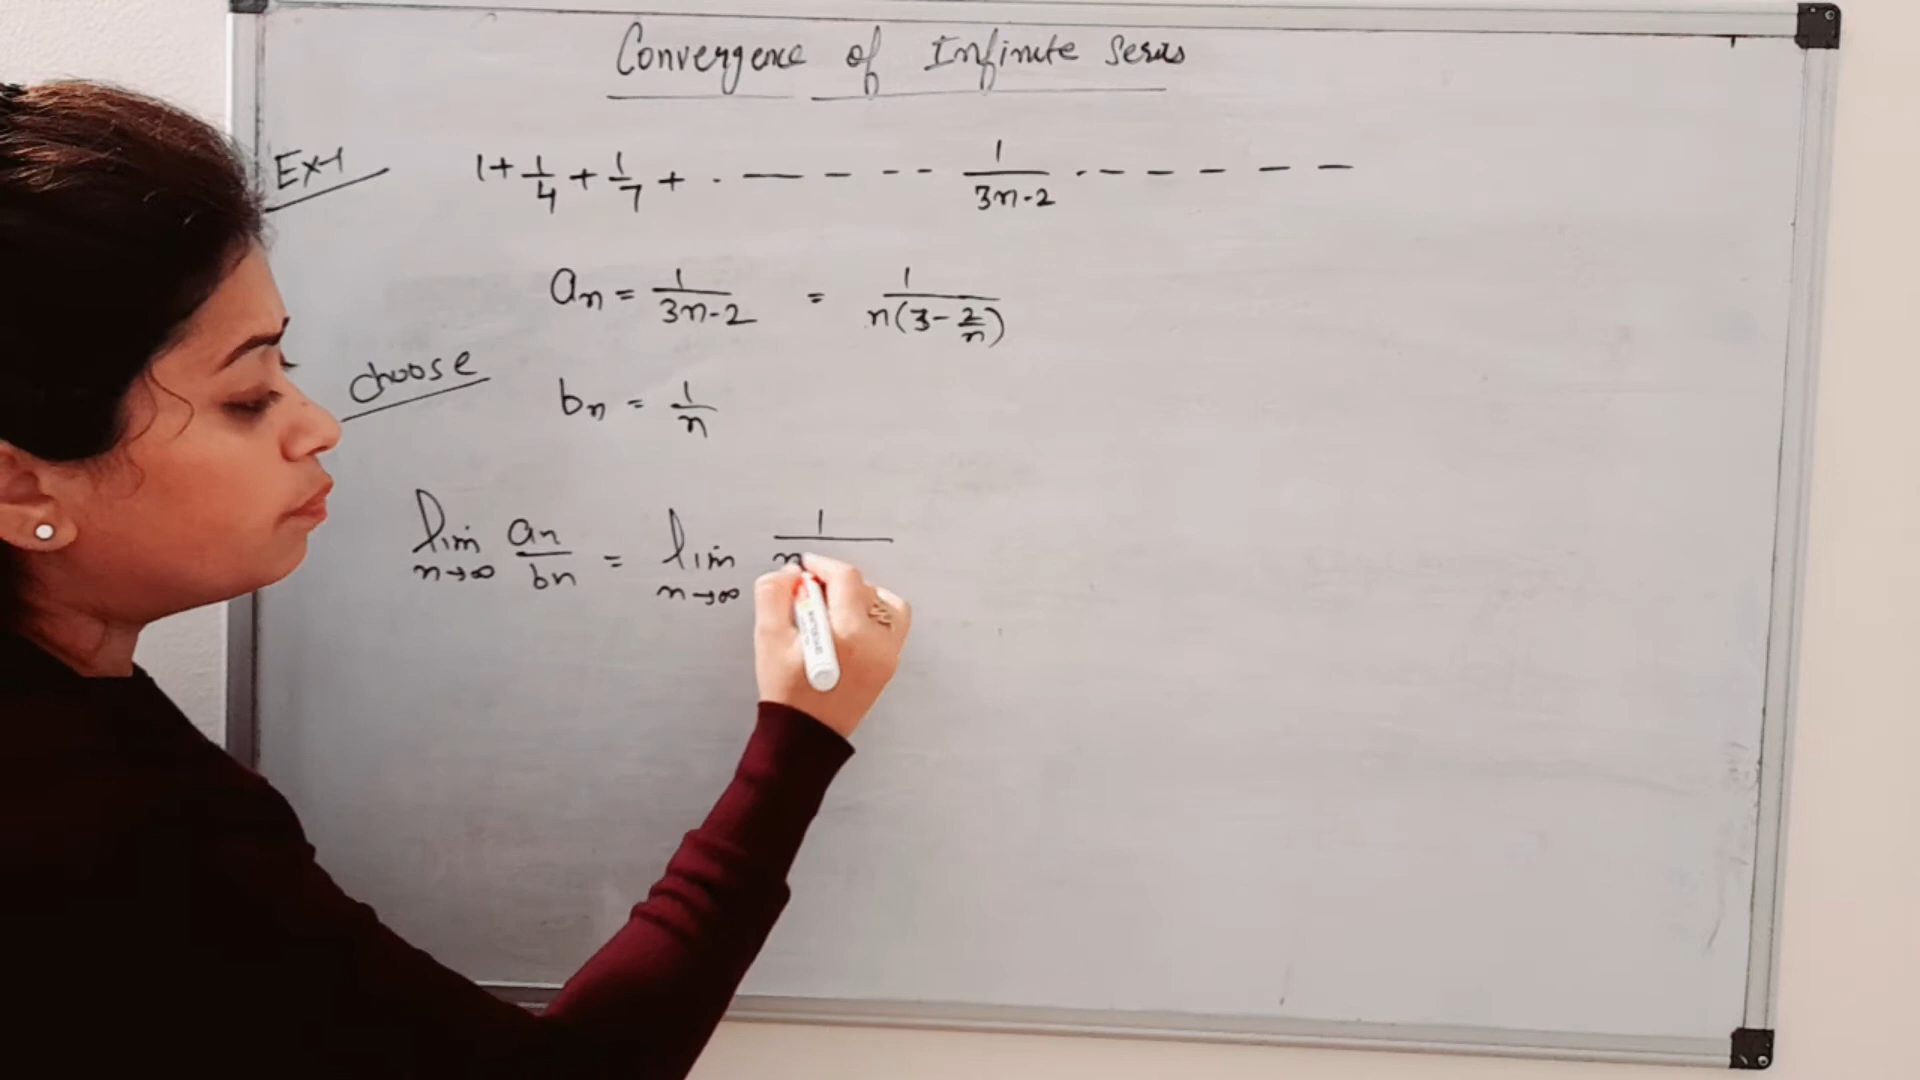 Convergence of Infinite Series
Ex-1 1 + 1/4 + 1/7 + . — - -- 1/(3n-2) . - - - - - -
an = 1/(3n-2) = 1/(n(3 - 2/n))
choose bn = 1/n
lim n→∞ an/bn = lim n→∞ 1/n